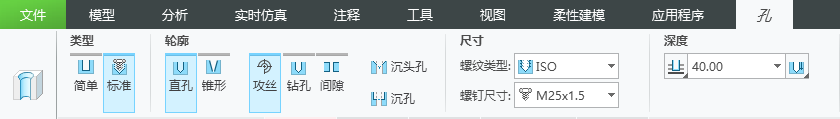 文件 模型 分析 实时仿真 注释 工具 视图 柔性建模 应用程序 孔
类型 轮廓 尺寸 深度
简单 标准 直孔 锥形 攻丝 钻孔 间隙
沉头孔
沉孔
螺纹类型: ISO
螺钉尺寸: M25x1.5
40.00